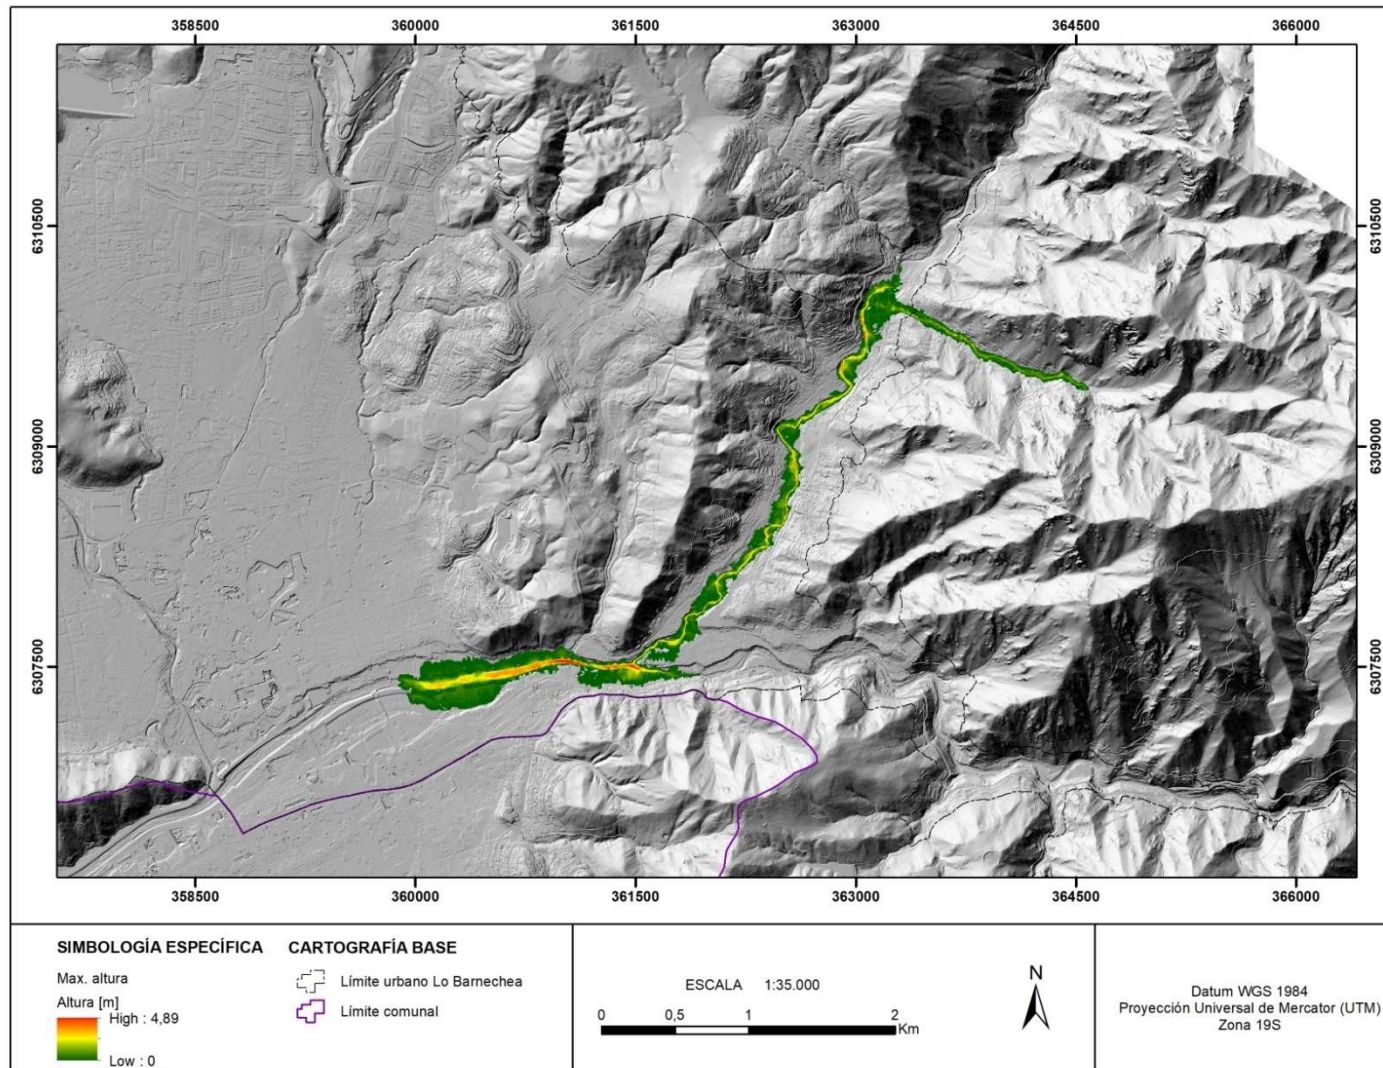 358500 360000 361500 363000 364500 366000
6310500 6310500
6309000 6309000
6307500 6307500
358500 360000 361500 363000 364500 366000
SIMBOLOGÍA ESPECÍFICA
Max. altura
Altura [m]
High : 4,89
Low : 0
CARTOGRAFÍA BASE
Límite urbano Lo Barnechea
Límite comunal
ESCALA 1:35.000
0 0,5 1 2
Km
N
Datum WGS 1984
Proyección Universal de Mercator (UTM)
Zona 19S